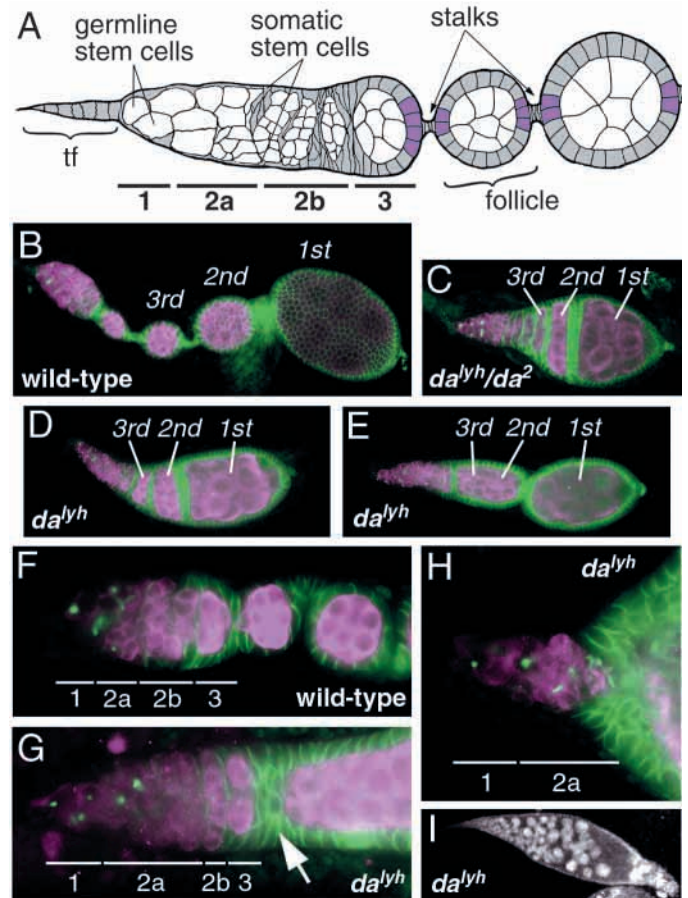 A
germline
stem cells
somatic
stem cells
stalks
tf
follicle
1
2a
2b
3
B
3rd
2nd
1st
wild-type
C
3rd 2nd 1st
da^lyh/da^2
D
3rd 2nd 1st
da^lyh
E
3rd 2nd 1st
da^lyh
F
1 2a 2b 3
wild-type
G
1 2a 2b 3
da^lyh
H
da^lyh
1 2a
I
da^lyh